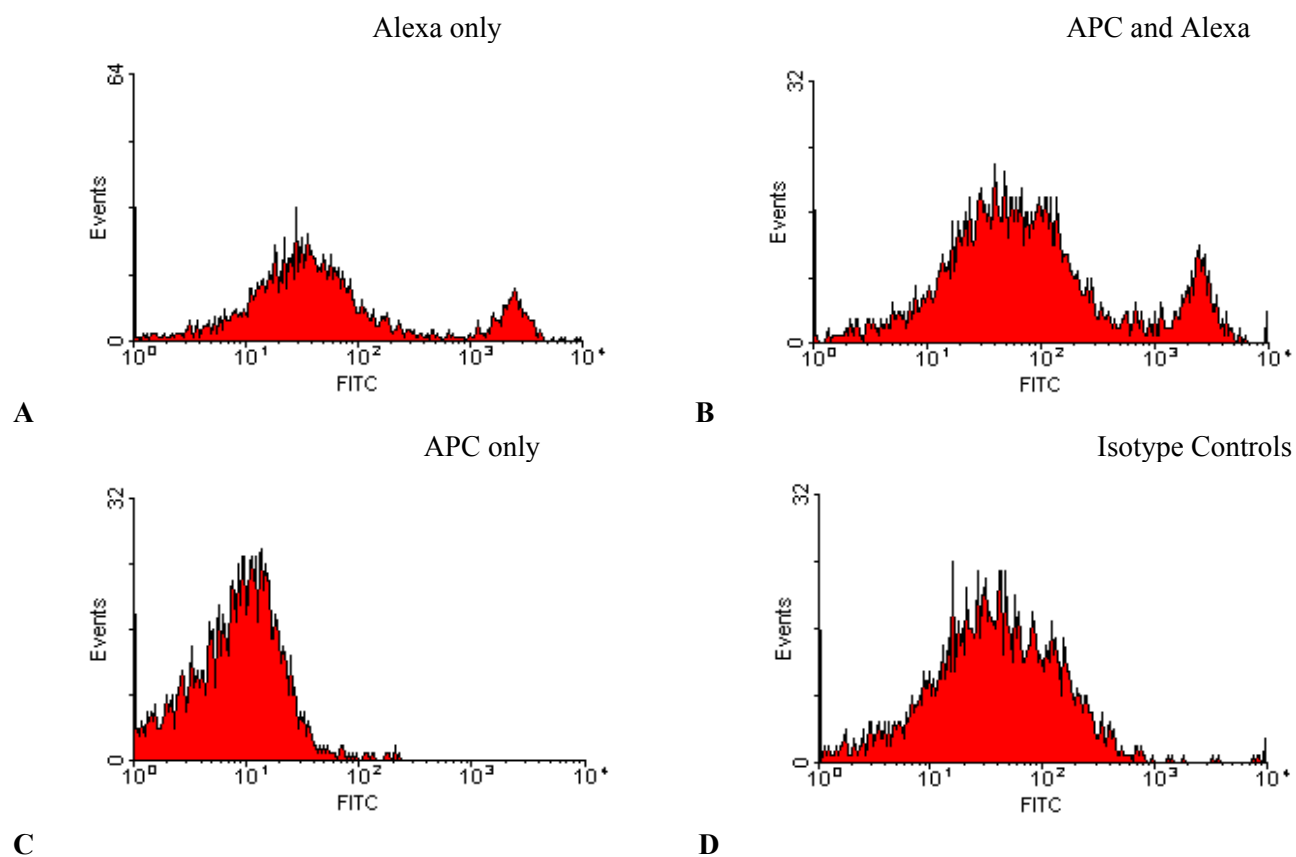 Alexa only
APC and Alexa
64
32
Events
Events
0
0
10⁰ 10¹ 10² 10³ 10⁴
10⁰ 10¹ 10² 10³ 10⁴
FITC
FITC
A
B
APC only
Isotype Controls
32
32
Events
Events
0
0
10⁰ 10¹ 10² 10³ 10⁴
10⁰ 10¹ 10² 10³ 10⁴
FITC
FITC
C
D